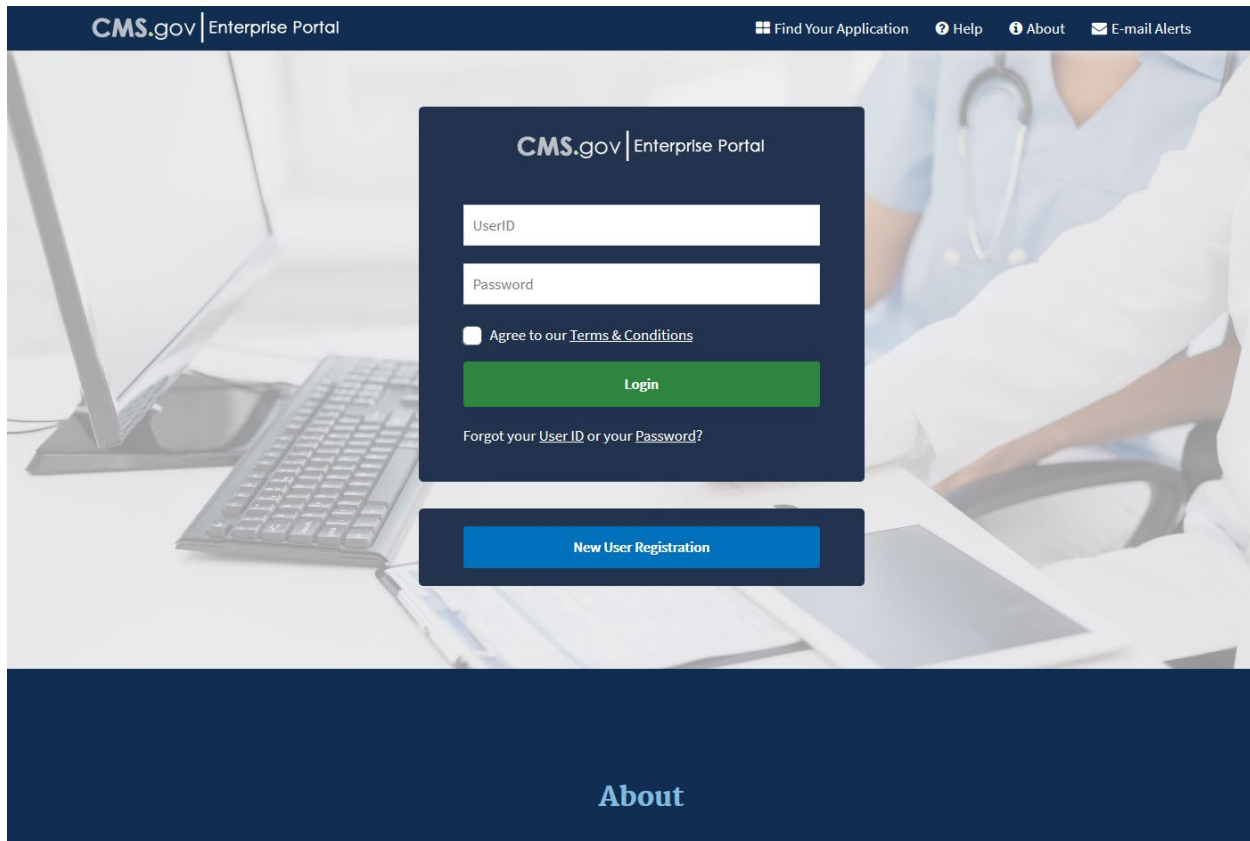 CMS.gov Enterprise Portal Find Your Application Help About E-mail Alerts
CMS.gov Enterprise Portal
UserID
Password
Agree to our Terms & Conditions
Login
Forgot your User ID or your Password?
New User Registration
About